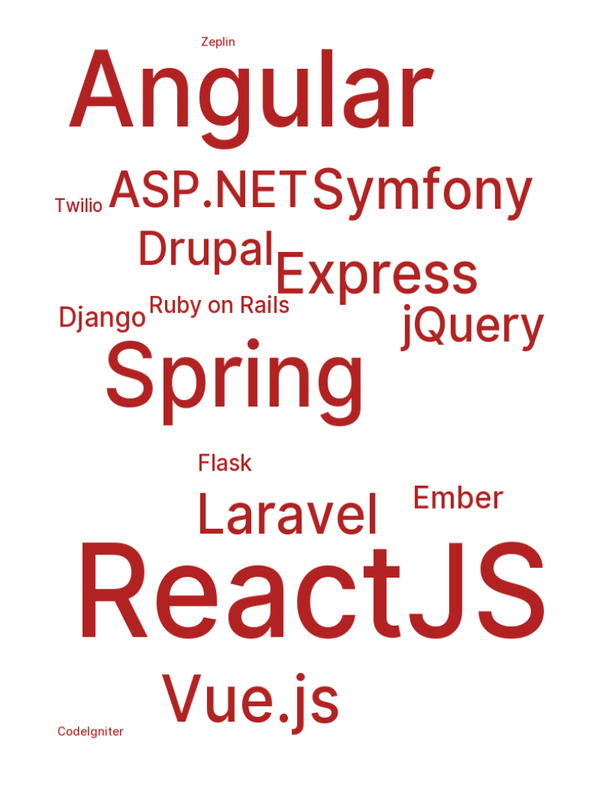 Zeplin
Angular
Twilio
ASP.NET
Symfony
Drupal
Express
Django
Ruby on Rails
jQuery
Spring
Flask
Laravel
Ember
ReactJS
Vue.js
CodeIgniter